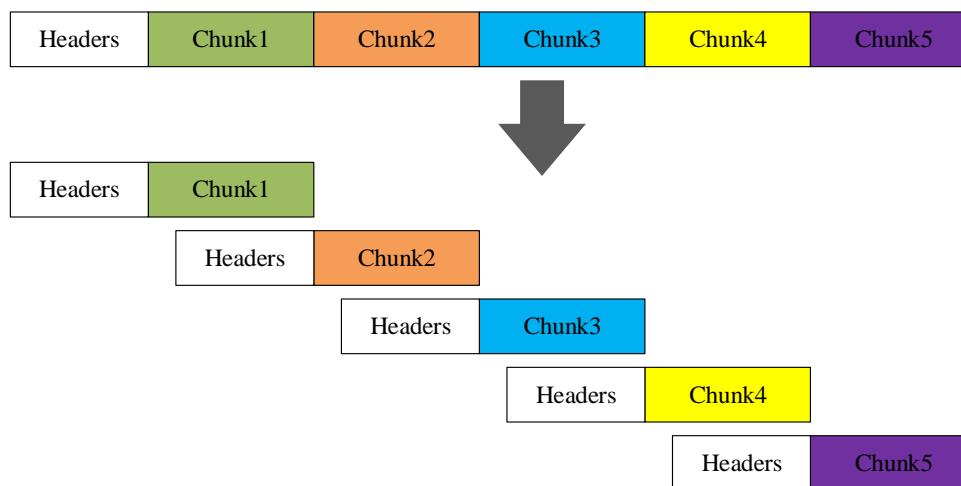 Headers Chunk1 Chunk2 Chunk3 Chunk4 Chunk5
Headers Chunk1
Headers Chunk2
Headers Chunk3
Headers Chunk4
Headers Chunk5